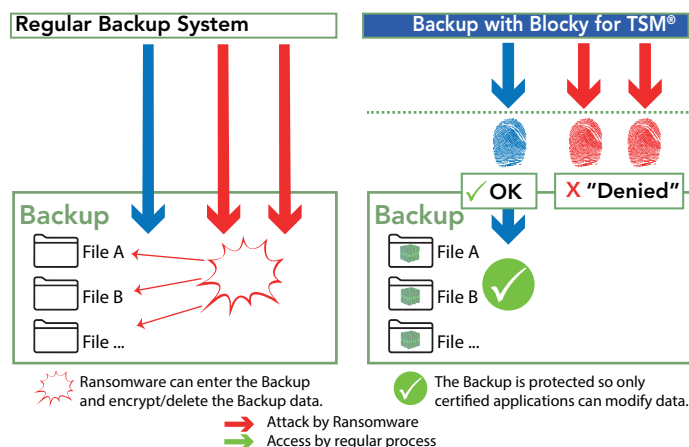 Regular Backup System
Backup with Blocky for TSM®
✓ OK
X "Denied"
Backup
File A
File B
File ...
Backup
File A
File B
File ...
Ransomware can enter the Backup
and encrypt/delete the Backup data.
The Backup is protected so only
certified applications can modify data.
Attack by Ransomware
Access by regular process